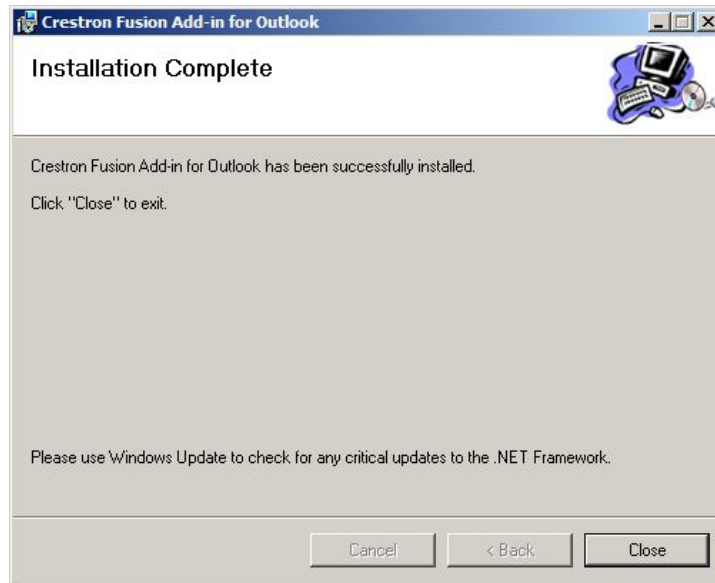 Crestron Fusion Add-in for Outlook
Installation Complete
Crestron Fusion Add-in for Outlook has been successfully installed.
Click "Close" to exit.
Please use Windows Update to check for any critical updates to the .NET Framework.
Cancel < Back Close